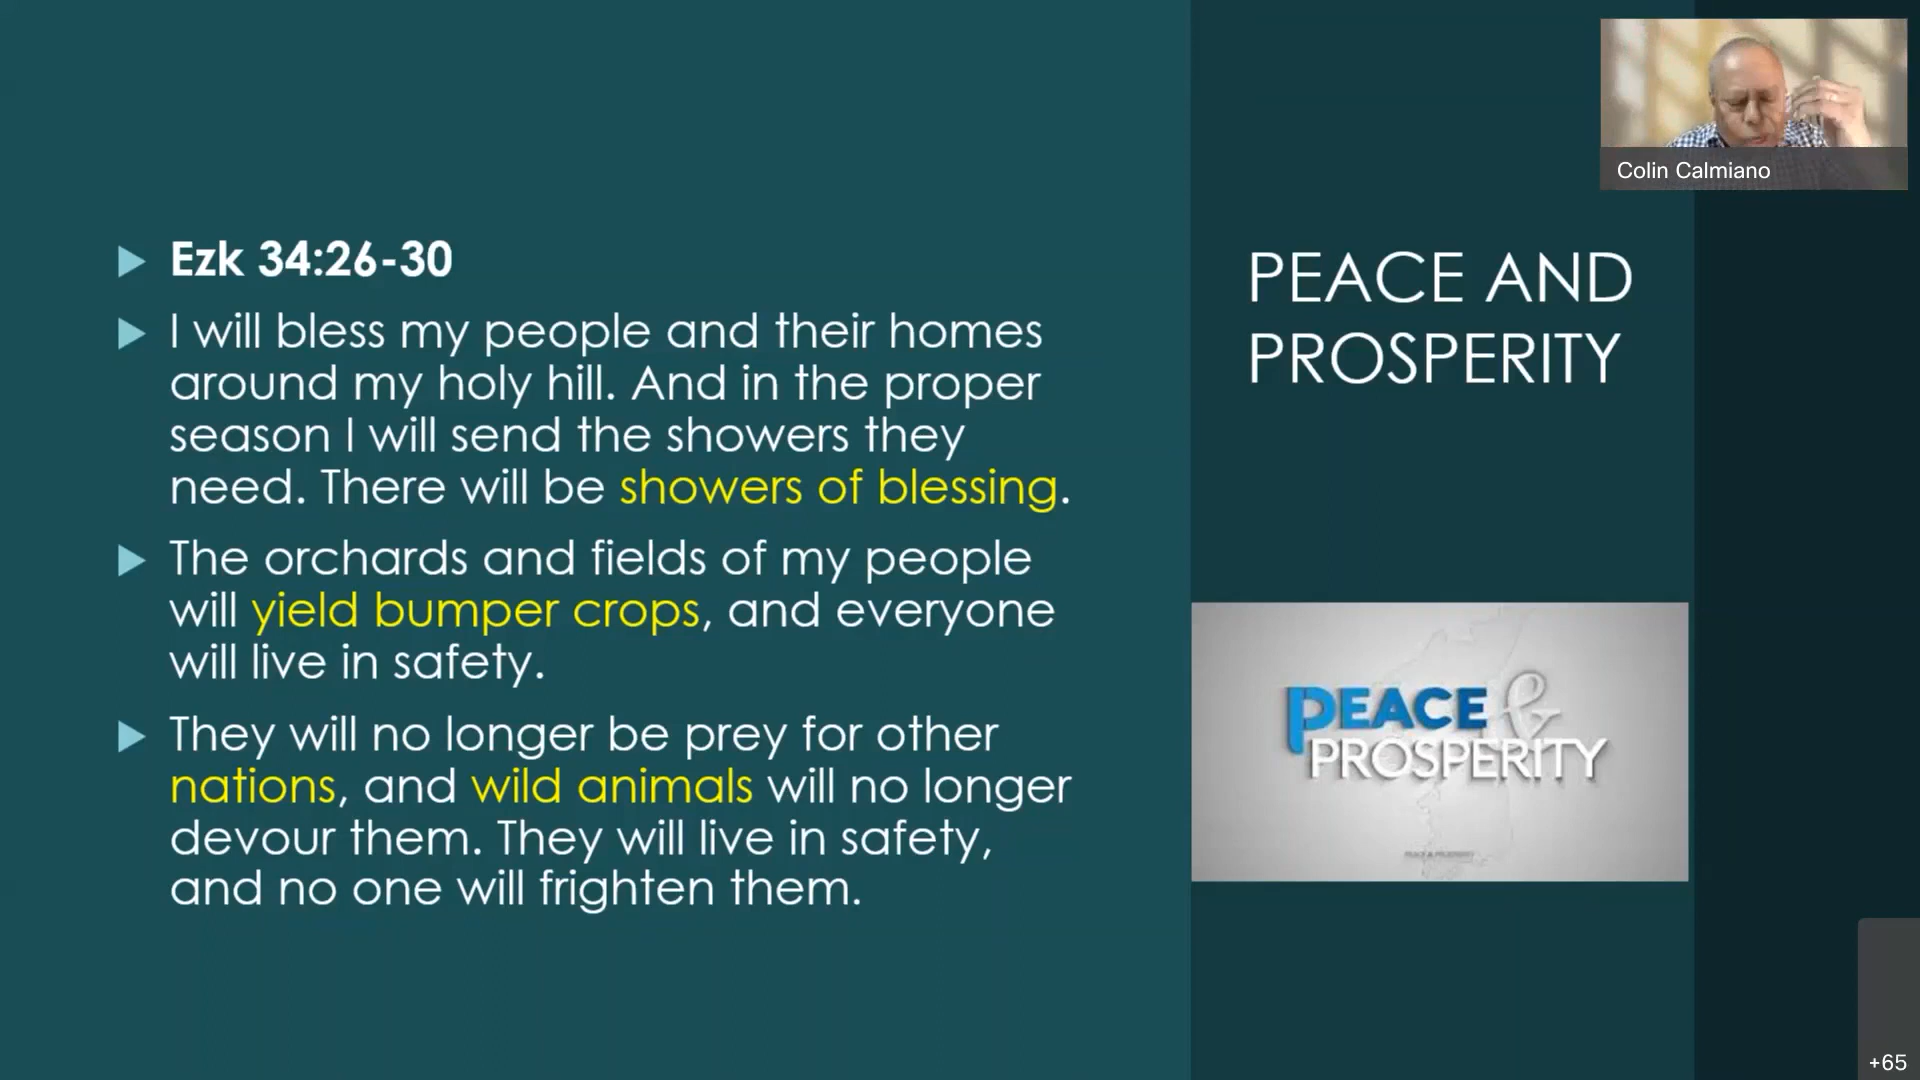 Colin Calmiano
Ezk 34:26-30
I will bless my people and their homes
around my holy hill. And in the proper
season I will send the showers they
need. There will be showers of blessing.
The orchards and fields of my people
will yield bumper crops, and everyone
will live in safety.
They will no longer be prey for other
nations, and wild animals will no longer
devour them. They will live in safety,
and no one will frighten them.
PEACE AND
PROSPERITY
PEACE &
PROSPERITY
PEACE & PROSPERITY
+65